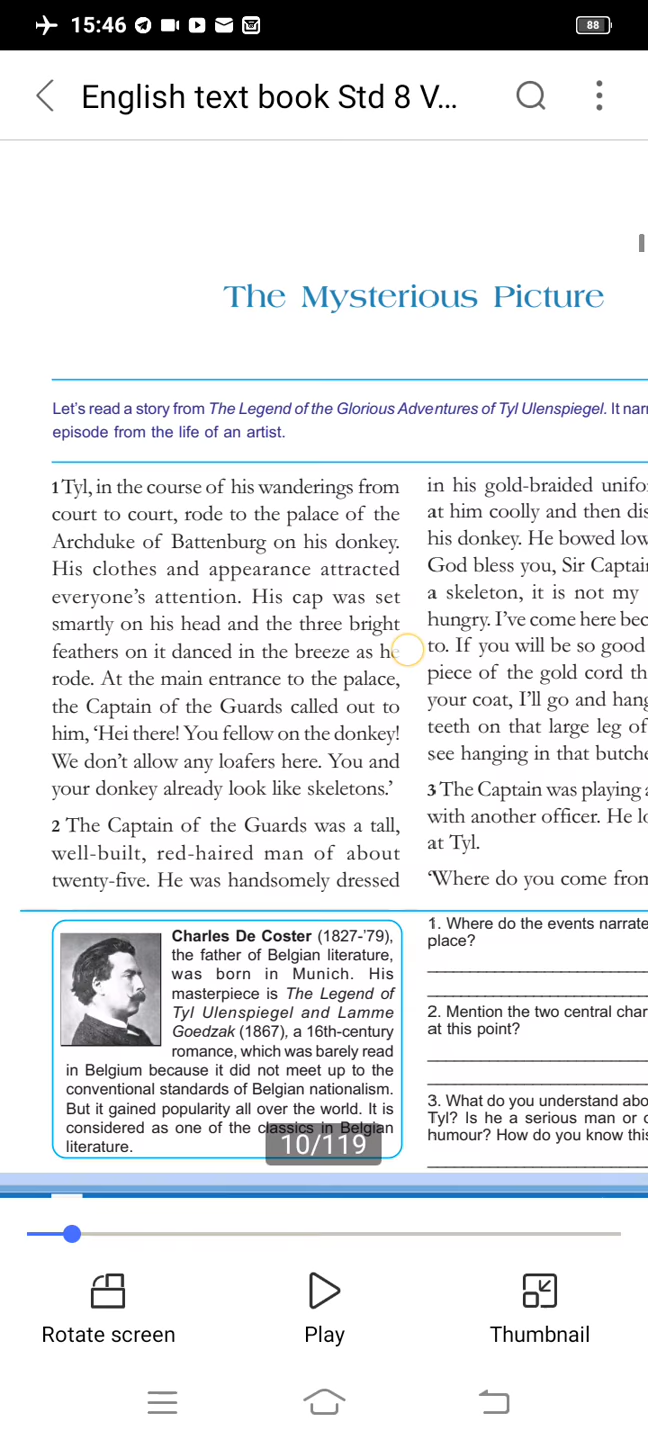 15:46
88
English text book Std 8 V...
The Mysterious Picture
Let's read a story from The Legend of the Glorious Adventures of Tyl Ulenspiegel. It nar
episode from the life of an artist.
1 Tyl, in the course of his wanderings from
court to court, rode to the palace of the
Archduke of Battenburg on his donkey.
His clothes and appearance attracted
everyone's attention. His cap was set
smartly on his head and the three bright
feathers on it danced in the breeze as he
rode. At the main entrance to the palace,
the Captain of the Guards called out to
him, 'Hei there! You fellow on the donkey!
We don't allow any loafers here. You and
your donkey already look like skeletons.'
2 The Captain of the Guards was a tall,
well-built, red-haired man of about
twenty-five. He was handsomely dressed
in his gold-braided unifo
at him coolly and then dis
his donkey. He bowed low
God bless you, Sir Captai
a skeleton, it is not my
hungry. I've come here bec
to. If you will be so good
piece of the gold cord th
your coat, I'll go and hang
teeth on that large leg of
see hanging in that butche
3 The Captain was playing a
with another officer. He lo
at Tyl.
'Where do you come from
Charles De Coster (1827-'79),
the father of Belgian literature,
was born in Munich. His
masterpiece is The Legend of
Tyl Ulenspiegel and Lamme
Goedzak (1867), a 16th-century
romance, which was barely read
in Belgium because it did not meet up to the
conventional standards of Belgian nationalism.
But it gained popularity all over the world. It is
considered as one of the classics in Belgian
literature.
1. Where do the events narrate
place?
2. Mention the two central char
at this point?
3. What do you understand abo
Tyl? Is he a serious man or
humour? How do you know this
10/119
Rotate screen
Play
Thumbnail